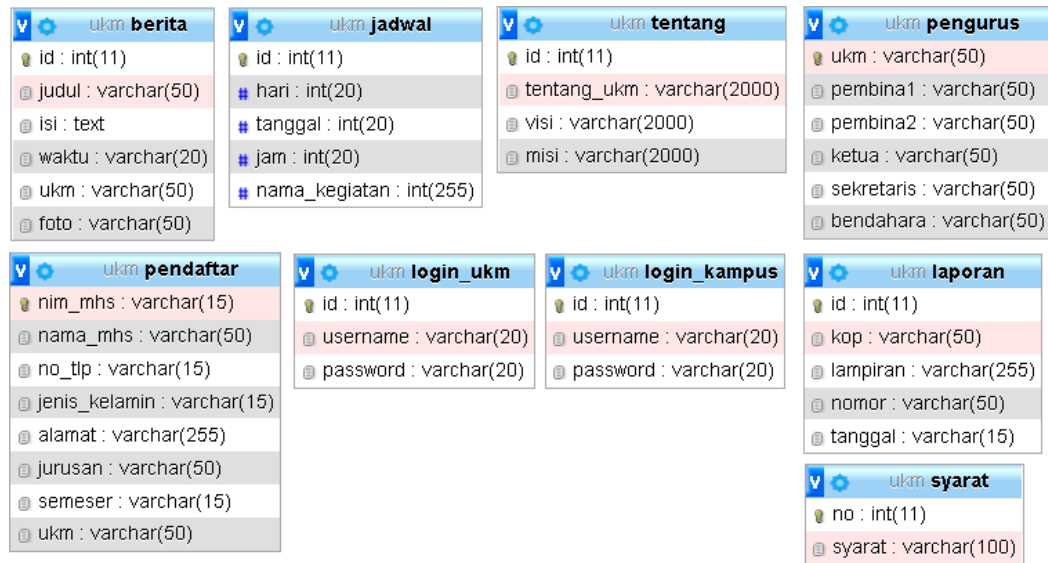 ukm berita
id : int(11)
judul : varchar(50)
isi : text
waktu : varchar(20)
ukm : varchar(50)
foto : varchar(50)
ukm jadwal
id : int(11)
hari : int(20)
tanggal : int(20)
jam : int(20)
nama_kegiatan : int(255)
ukm tentang
id : int(11)
tentang_ukm : varchar(2000)
visi : varchar(2000)
misi : varchar(2000)
ukm pengurus
ukm : varchar(50)
pembina1 : varchar(50)
pembina2 : varchar(50)
ketua : varchar(50)
sekretaris : varchar(50)
bendahara : varchar(50)
ukm pendaftar
nim_mhs : varchar(15)
nama_mhs : varchar(50)
no_tlp : varchar(15)
jenis_kelamin : varchar(15)
alamat : varchar(255)
jurusan : varchar(50)
semeser : varchar(15)
ukm : varchar(50)
ukm login_ukm
id : int(11)
username : varchar(20)
password : varchar(20)
ukm login_kampus
id : int(11)
username : varchar(20)
password : varchar(20)
ukm laporan
id : int(11)
kop : varchar(50)
lampiran : varchar(255)
nomor : varchar(50)
tanggal : varchar(15)
ukm syarat
no : int(11)
syarat : varchar(100)